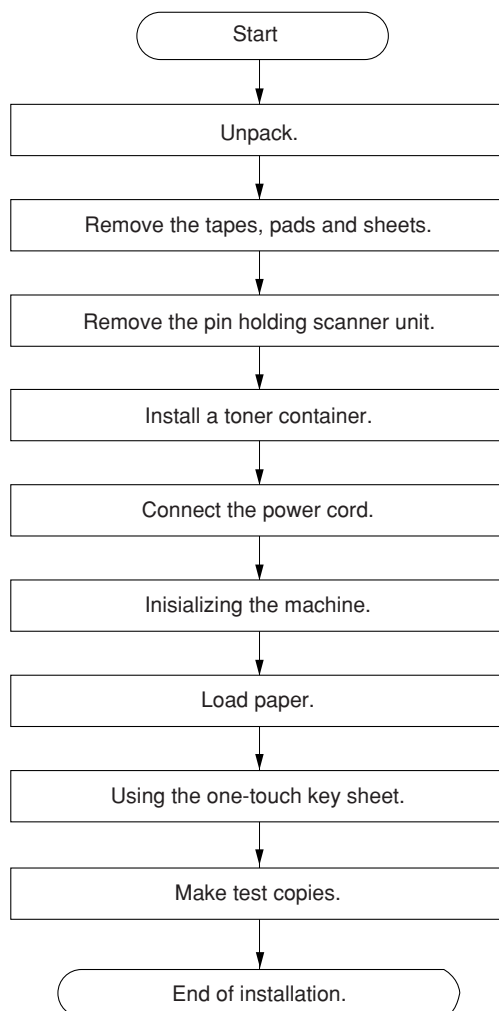 Start
Unpack.
Remove the tapes, pads and sheets.
Remove the pin holding scanner unit.
Install a toner container.
Connect the power cord.
Inisializing the machine.
Load paper.
Using the one-touch key sheet.
Make test copies.
End of installation.